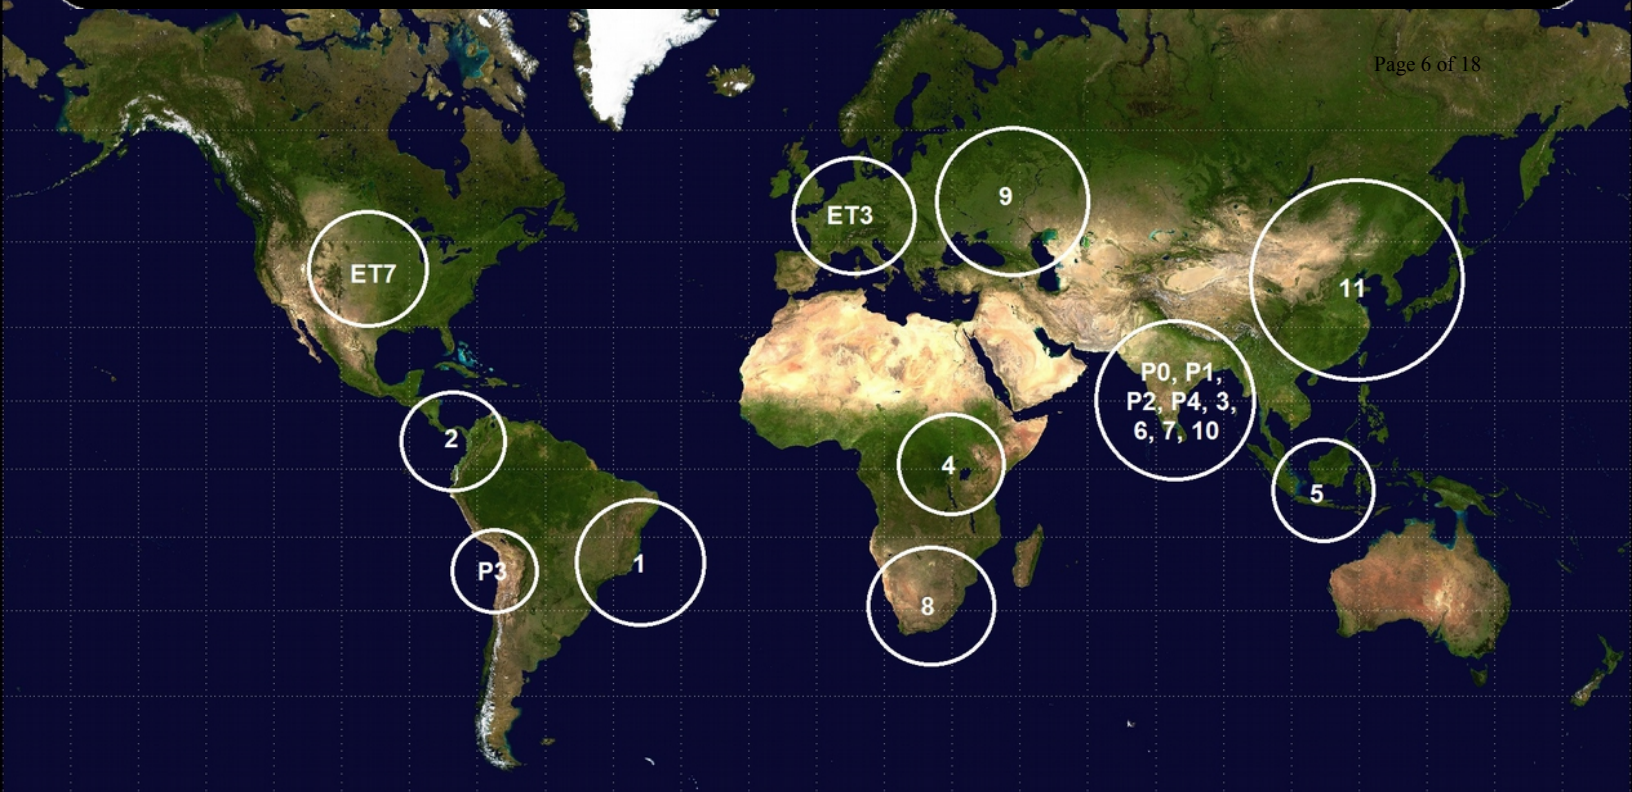 Page 6 of 18
9
ET3
ET7
11
P0, P1,
P2, P4, 3,
6, 7, 10
2
4
5
P3
1
8